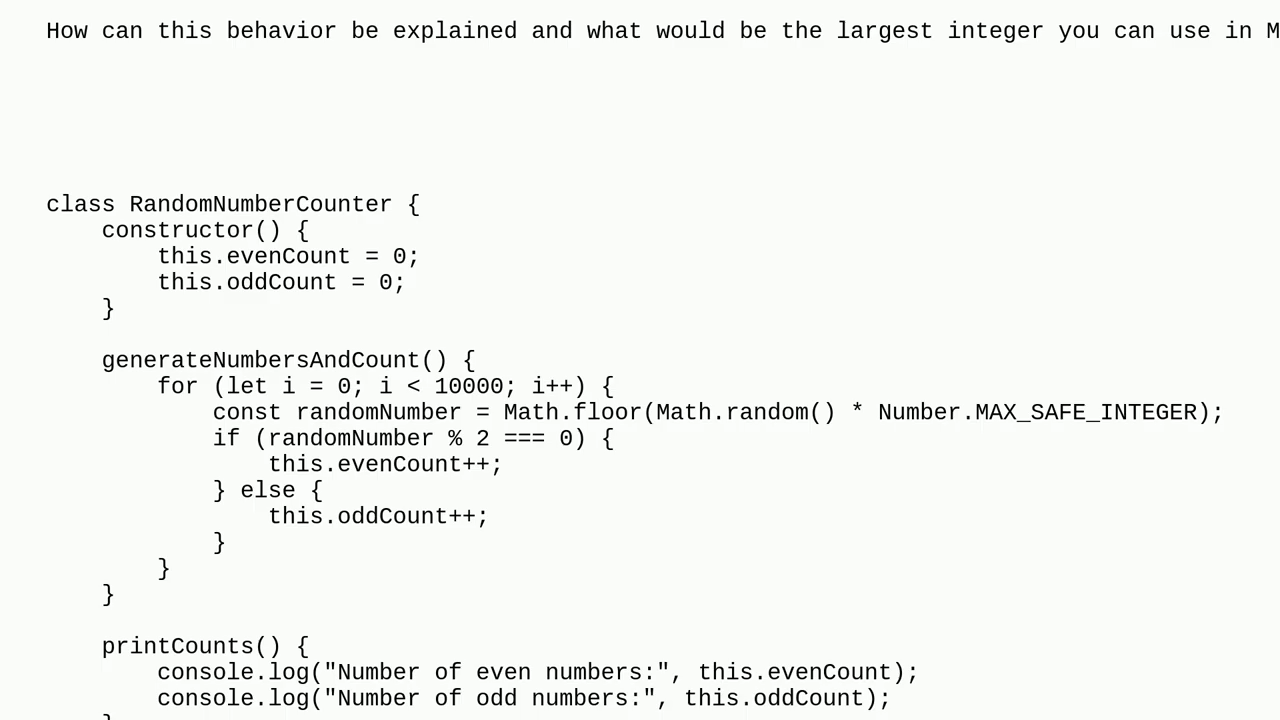 How can this behavior be explained and what would be the largest integer you can use in M
class RandomNumberCounter {
    constructor() {
        this.evenCount = 0;
        this.oddCount = 0;
    }
    generateNumbersAndCount() {
        for (let i = 0; i < 10000; i++) {
            const randomNumber = Math.floor(Math.random() * Number.MAX_SAFE_INTEGER);
            if (randomNumber % 2 === 0) {
                this.evenCount++;
            } else {
                this.oddCount++;
            }
        }
    }
    printCounts() {
        console.log("Number of even numbers:", this.evenCount);
        console.log("Number of odd numbers:", this.oddCount);
    }